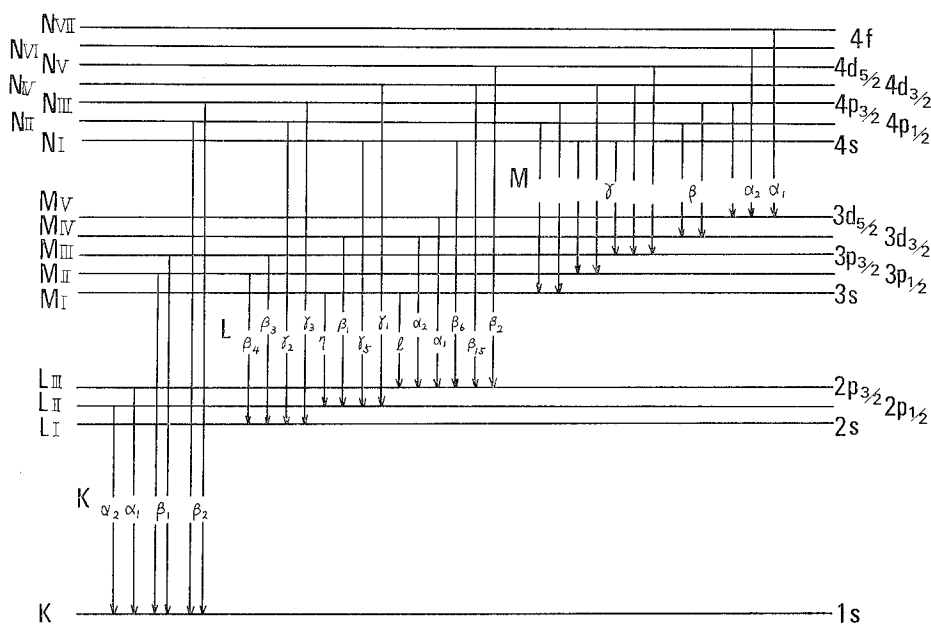 NⅦ
4f
NⅥ
NⅤ
4d5/2 4d3/2
NⅣ
NⅢ
4p3/2 4p1/2
NⅡ
NⅠ
4s
M γ β α2 α1
MⅤ
3d5/2 3d3/2
MⅣ
MⅢ
3p3/2 3p1/2
MⅡ
MⅠ
3s
L β4 β3 γ2 γ3 η β1 γ5 γ1 ℓ α2 α1 β6 β15 β2
LⅢ
2p3/2 2p1/2
LⅡ
LⅠ
2s
K α2 α1 β1 β2
K
1s